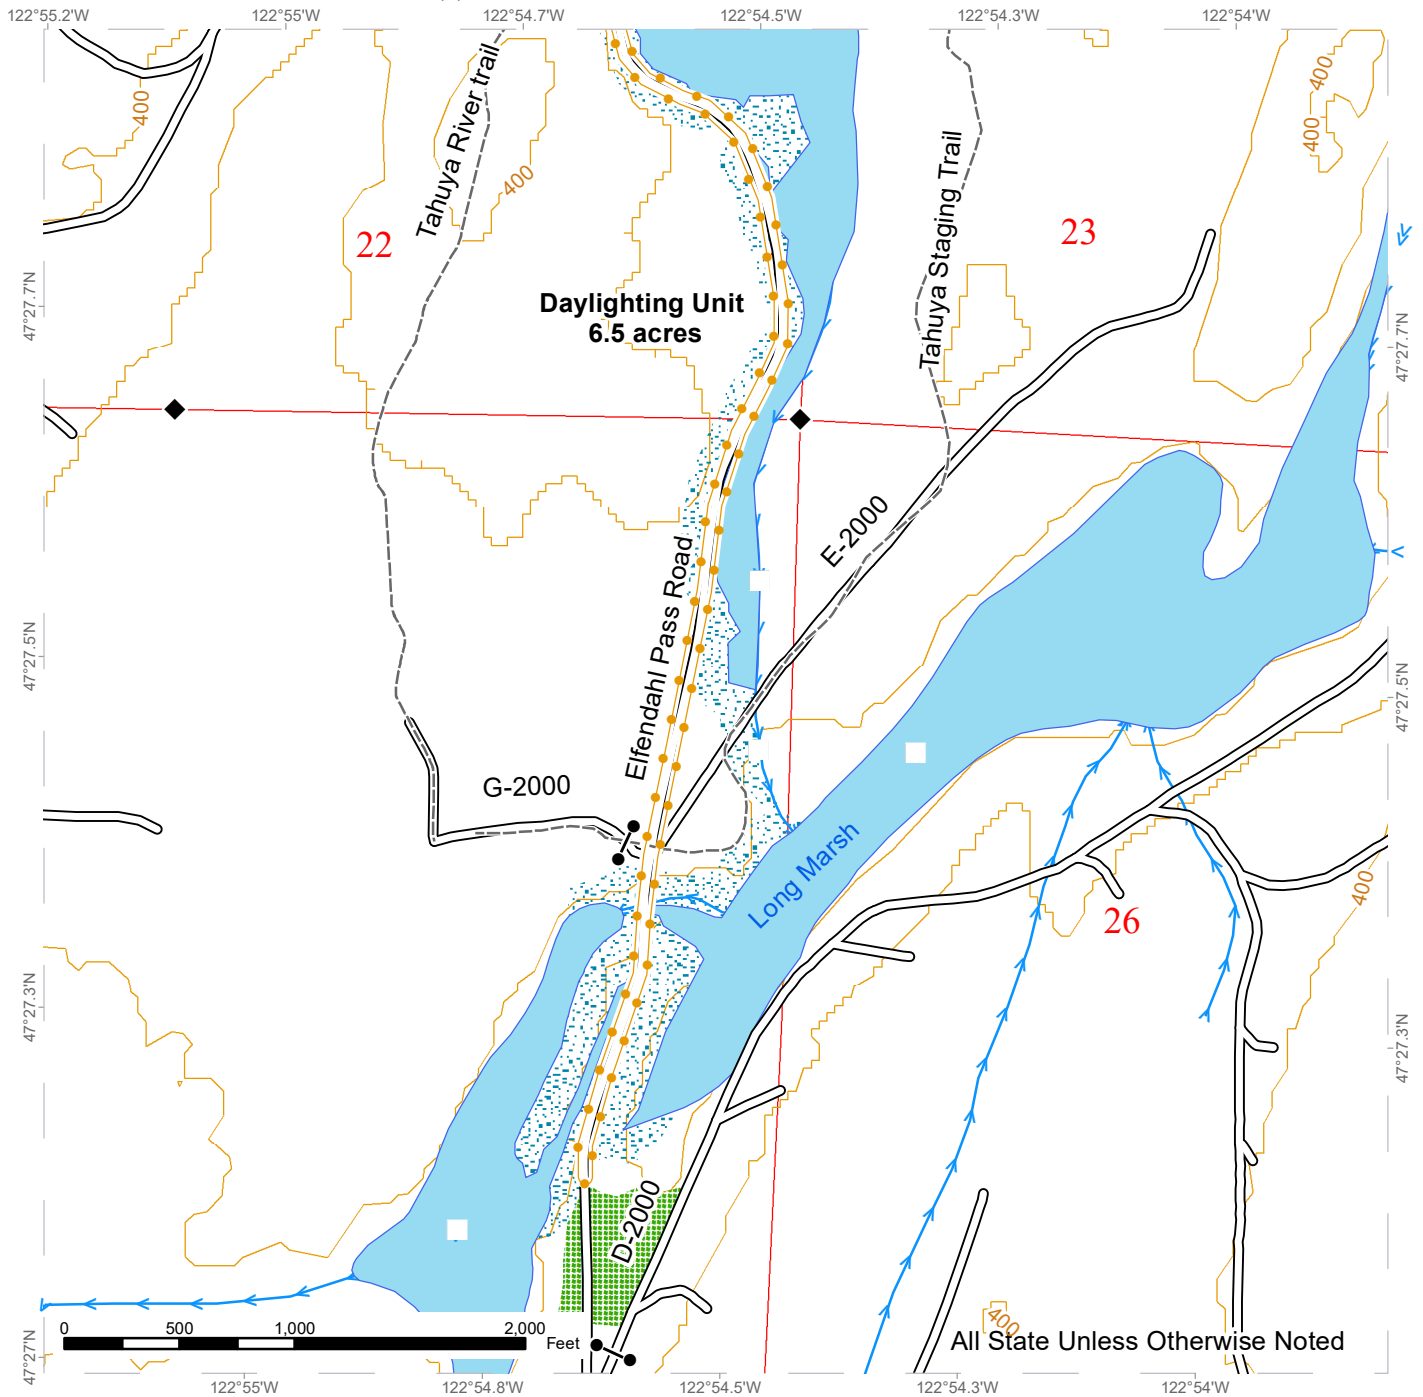 122°55.2'W 122°55'W 122°54.7'W 122°54.5'W 122°54.3'W 122°54'W
400
400
400
400
Tahuya River trail
Tahuya Staging Trail
22
23
Daylighting Unit
6.5 acres
47°27.7'N
47°27.7'N
E-2000
Elfendahl Pass Road
47°27.5'N
47°27.5'N
G-2000
Long Marsh
400
26
47°27.3'N
47°27.3'N
D-2000
400
0 500 1,000 2,000
Feet
All State Unless Otherwise Noted
47°27'N
122°55'W 122°54.8'W 122°54.5'W 122°54.3'W 122°54'W